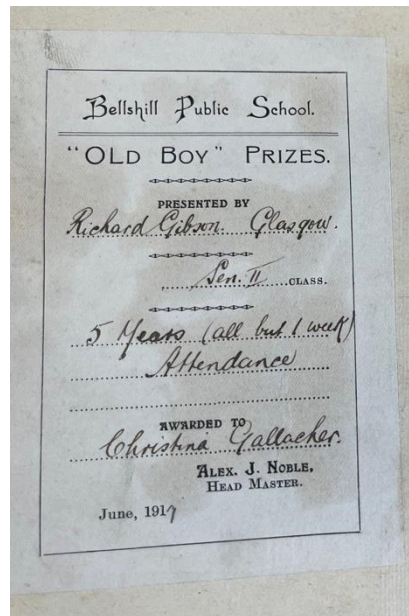 Bellshill Public School.
"OLD BOY" PRIZES.
PRESENTED BY
Richard Gibson. Glasgow.
Sen. II CLASS.
5 Years (all but 1 week)
Attendance
AWARDED TO
Christina Gallacher.
ALEX. J. NOBLE,
HEAD MASTER.
June, 1917